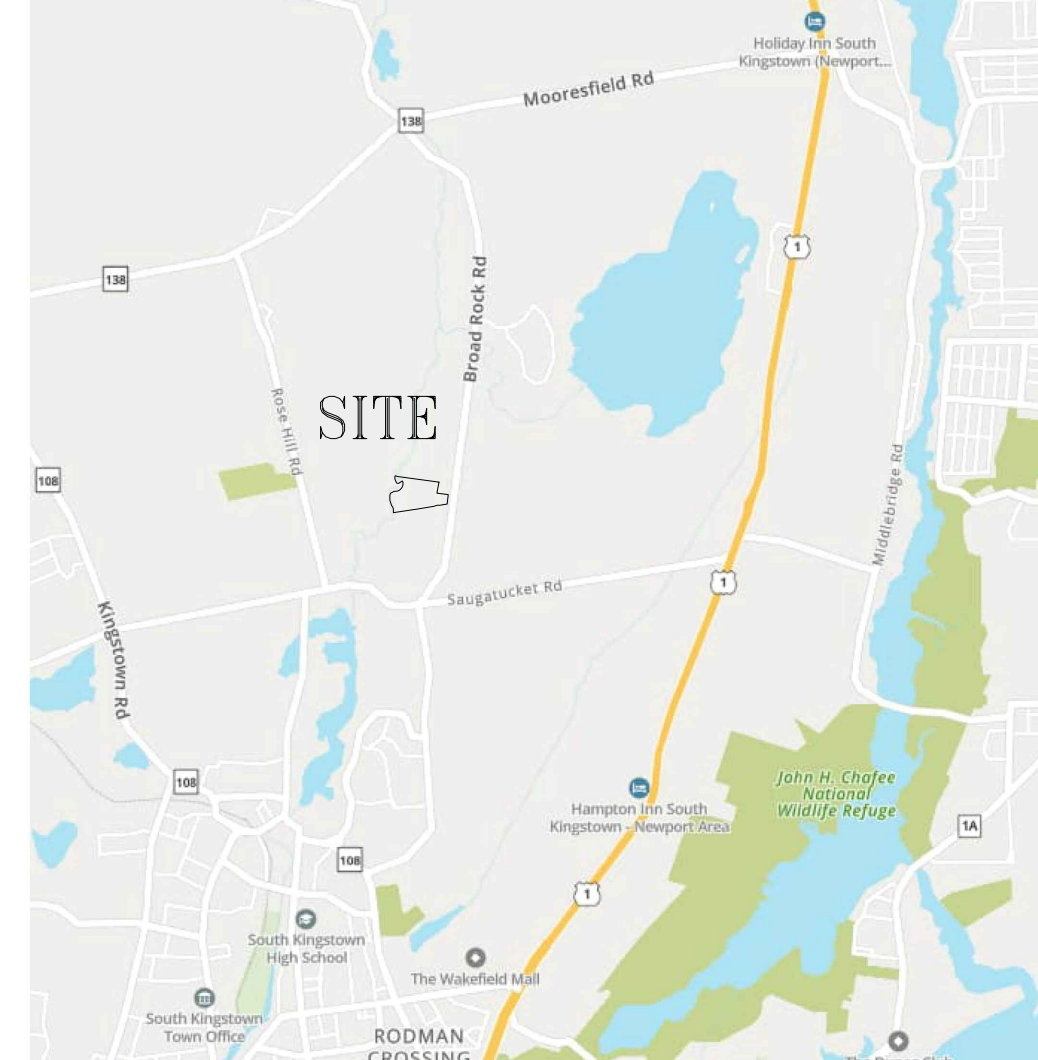 Holiday Inn South
Kingstown (Newport...
Mooresfield Rd
138
1
138
Broad Rock Rd
Rose Hill Rd
SITE
108
Middlebridge Rd
1
Saugatucket Rd
Kingstown Rd
108
John H. Chafee
National
Wildlife Refuge
Hampton Inn South
Kingstown - Newport Area
1A
108
1
South Kingstown
High School
The Wakefield Mall
South Kingstown
Town Office
RODMAN
CROSSING